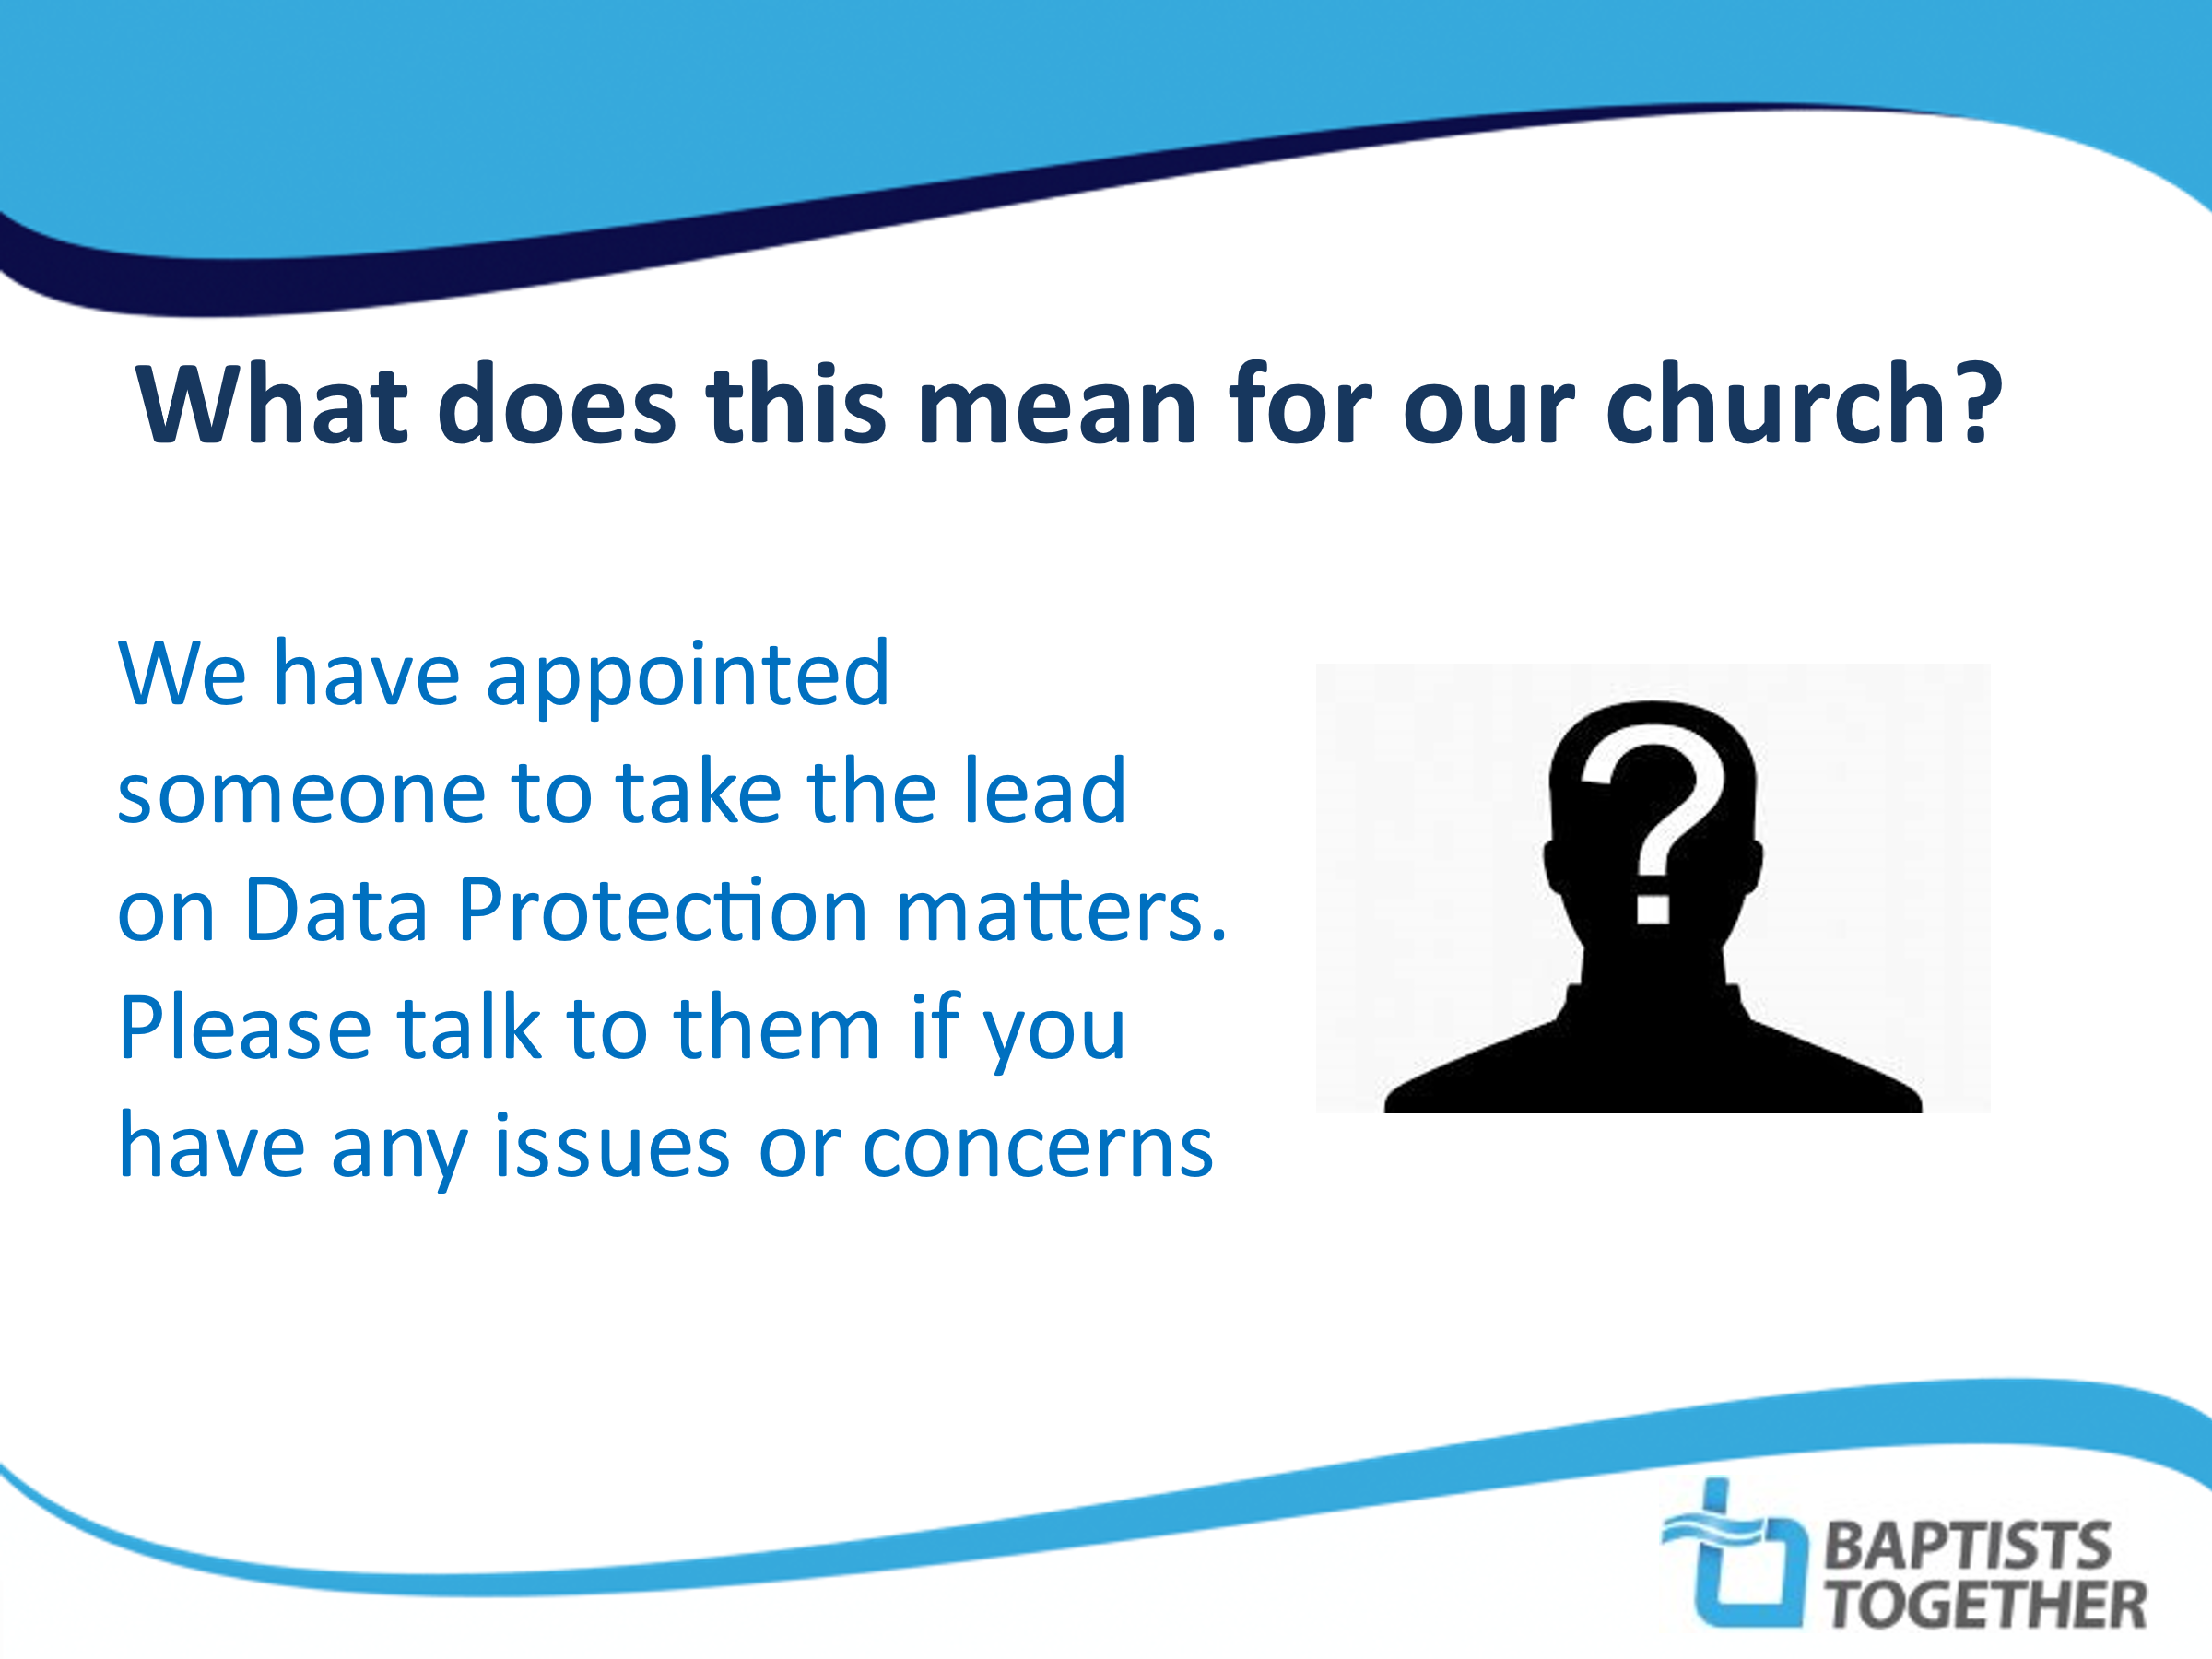 What does this mean for our church?
We have appointed
someone to take the lead
on Data Protection matters.
Please talk to them if you
have any issues or concerns
?
BAPTISTS
TOGETHER